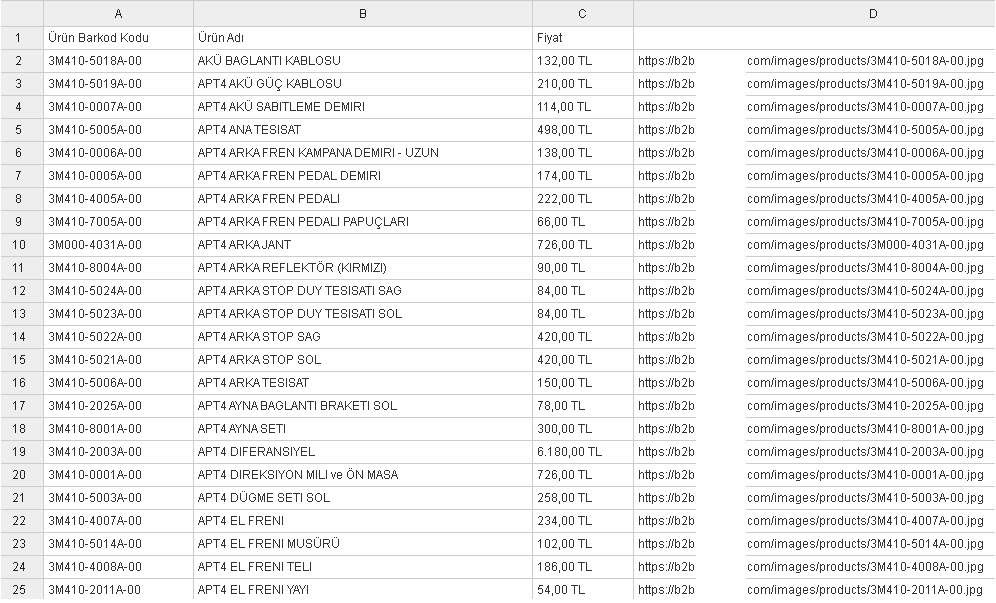 A B C D
1 Ürün Barkod Kodu Ürün Adı Fiyat
2 3M410-5018A-00 AKÜ BAGLANTI KABLOSU 132,00 TL https://b2b com/images/products/3M410-5018A-00.jpg
3 3M410-5019A-00 APT4 AKÜ GÜÇ KABLOSU 210,00 TL https://b2b com/images/products/3M410-5019A-00.jpg
4 3M410-0007A-00 APT4 AKÜ SABITLEME DEMIRI 114,00 TL https://b2b com/images/products/3M410-0007A-00.jpg
5 3M410-5005A-00 APT4 ANA TESISAT 498,00 TL https://b2b com/images/products/3M410-5005A-00.jpg
6 3M410-0006A-00 APT4 ARKA FREN KAMPANA DEMIRI - UZUN 138,00 TL https://b2b com/images/products/3M410-0006A-00.jpg
7 3M410-0005A-00 APT4 ARKA FREN PEDAL DEMIRI 174,00 TL https://b2b com/images/products/3M410-0005A-00.jpg
8 3M410-4005A-00 APT4 ARKA FREN PEDALI 222,00 TL https://b2b com/images/products/3M410-4005A-00.jpg
9 3M410-7005A-00 APT4 ARKA FREN PEDALI PAPUÇLARI 66,00 TL https://b2b com/images/products/3M410-7005A-00.jpg
10 3M000-4031A-00 APT4 ARKA JANT 726,00 TL https://b2b com/images/products/3M000-4031A-00.jpg
11 3M410-8004A-00 APT4 ARKA REFLEKTÖR (KIRMIZI) 90,00 TL https://b2b com/images/products/3M410-8004A-00.jpg
12 3M410-5024A-00 APT4 ARKA STOP DUY TESISATI SAG 84,00 TL https://b2b com/images/products/3M410-5024A-00.jpg
13 3M410-5023A-00 APT4 ARKA STOP DUY TESISATI SOL 84,00 TL https://b2b com/images/products/3M410-5023A-00.jpg
14 3M410-5022A-00 APT4 ARKA STOP SAG 420,00 TL https://b2b com/images/products/3M410-5022A-00.jpg
15 3M410-5021A-00 APT4 ARKA STOP SOL 420,00 TL https://b2b com/images/products/3M410-5021A-00.jpg
16 3M410-5006A-00 APT4 ARKA TESISAT 150,00 TL https://b2b com/images/products/3M410-5006A-00.jpg
17 3M410-2025A-00 APT4 AYNA BAGLANTI BRAKETI SOL 78,00 TL https://b2b com/images/products/3M410-2025A-00.jpg
18 3M410-8001A-00 APT4 AYNA SETI 300,00 TL https://b2b com/images/products/3M410-8001A-00.jpg
19 3M410-2003A-00 APT4 DIFERANSIYEL 6.180,00 TL https://b2b com/images/products/3M410-2003A-00.jpg
20 3M410-0001A-00 APT4 DIREKSIYON MILI ve ÖN MASA 726,00 TL https://b2b com/images/products/3M410-0001A-00.jpg
21 3M410-5003A-00 APT4 DÜGME SETI SOL 258,00 TL https://b2b com/images/products/3M410-5003A-00.jpg
22 3M410-4007A-00 APT4 EL FRENI 234,00 TL https://b2b com/images/products/3M410-4007A-00.jpg
23 3M410-5014A-00 APT4 EL FRENI MUSÜRÜ 102,00 TL https://b2b com/images/products/3M410-5014A-00.jpg
24 3M410-4008A-00 APT4 EL FRENI TELI 186,00 TL https://b2b com/images/products/3M410-4008A-00.jpg
25 3M410-2011A-00 APT4 EL FRENI YAYI 54,00 TL https://b2b com/images/products/3M410-2011A-00.jpg